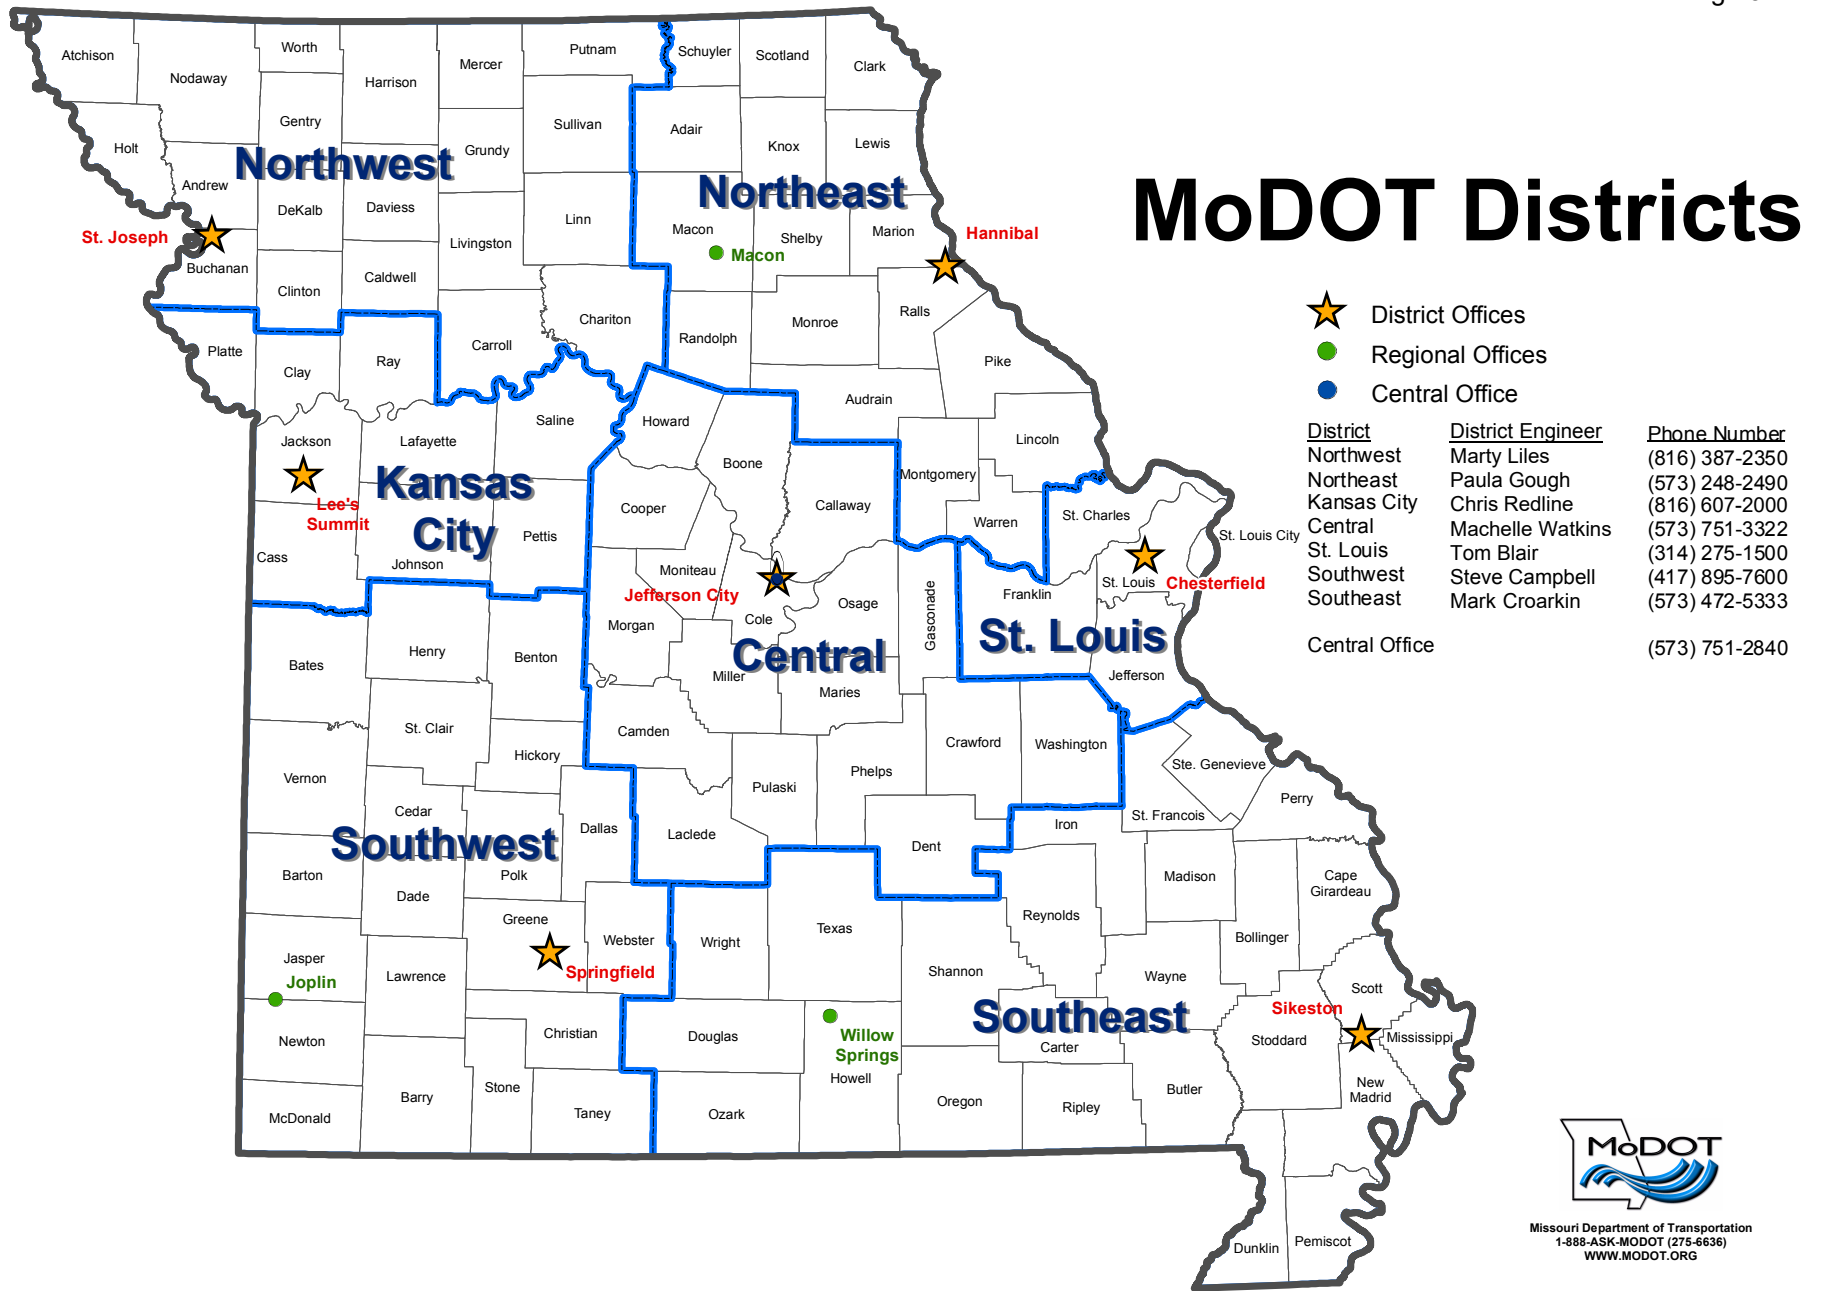 Atchison
Nodaway
Worth
Harrison
Mercer
Putnam
Schuyler
Scotland
Clark
Gentry
Sullivan
Adair
Knox
Lewis
Holt
Grundy
Northwest
Andrew
DeKalb
Daviess
Northeast
Linn
Macon
Shelby
Marion
Hannibal
St. Joseph
Livingston
Macon
Buchanan
Clinton
Caldwell
Chariton
Randolph
Monroe
Ralls
Platte
Clay
Ray
Carroll
Pike
Audrain
Saline
Howard
Jackson
Lafayette
Lincoln
Boone
Montgomery
Kansas
City
Lee's
Summit
Cooper
Callaway
Warren
St. Charles
St. Louis City
Cass
Johnson
Pettis
Moniteau
Jefferson City
Cole
Osage
Gasconade
Franklin
St. Louis
Chesterfield
Morgan
Central
St. Louis
Bates
Henry
Benton
Miller
Maries
Jefferson
St. Clair
Camden
Hickory
Crawford
Washington
Ste. Genevieve
Vernon
Pulaski
Phelps
Perry
Cedar
Dallas
Laclede
Iron
St. Francois
Southwest
Dent
Barton
Polk
Dade
Madison
Cape
Girardeau
Greene
Webster
Wright
Texas
Reynolds
Bollinger
Jasper
Joplin
Lawrence
Springfield
Shannon
Wayne
Scott
Southeast
Sikeston
Newton
Christian
Douglas
Willow
Springs
Howell
Carter
Stoddard
Mississippi
McDonald
Barry
Stone
Taney
Ozark
Oregon
Ripley
Butler
New
Madrid
Dunklin
Pemiscot
MoDOT Districts
District Offices
Regional Offices
Central Office
District District Engineer Phone Number
Northwest Marty Liles (816) 387-2350
Northeast Paula Gough (573) 248-2490
Kansas City Chris Redline (816) 607-2000
Central Machelle Watkins (573) 751-3322
St. Louis Tom Blair (314) 275-1500
Southwest Steve Campbell (417) 895-7600
Southeast Mark Croarkin (573) 472-5333
Central Office (573) 751-2840
MoDOT
Missouri Department of Transportation
1-888-ASK-MODOT (275-6636)
WWW.MODOT.ORG